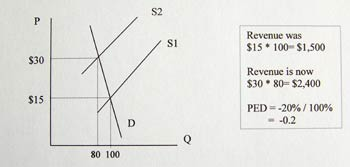 P
S2
S1
$30
$15
D
Q
80 100
Revenue was
$15 * 100= $1,500
Revenue is now
$30 * 80= $2,400
PED = -20% / 100%
= -0.2